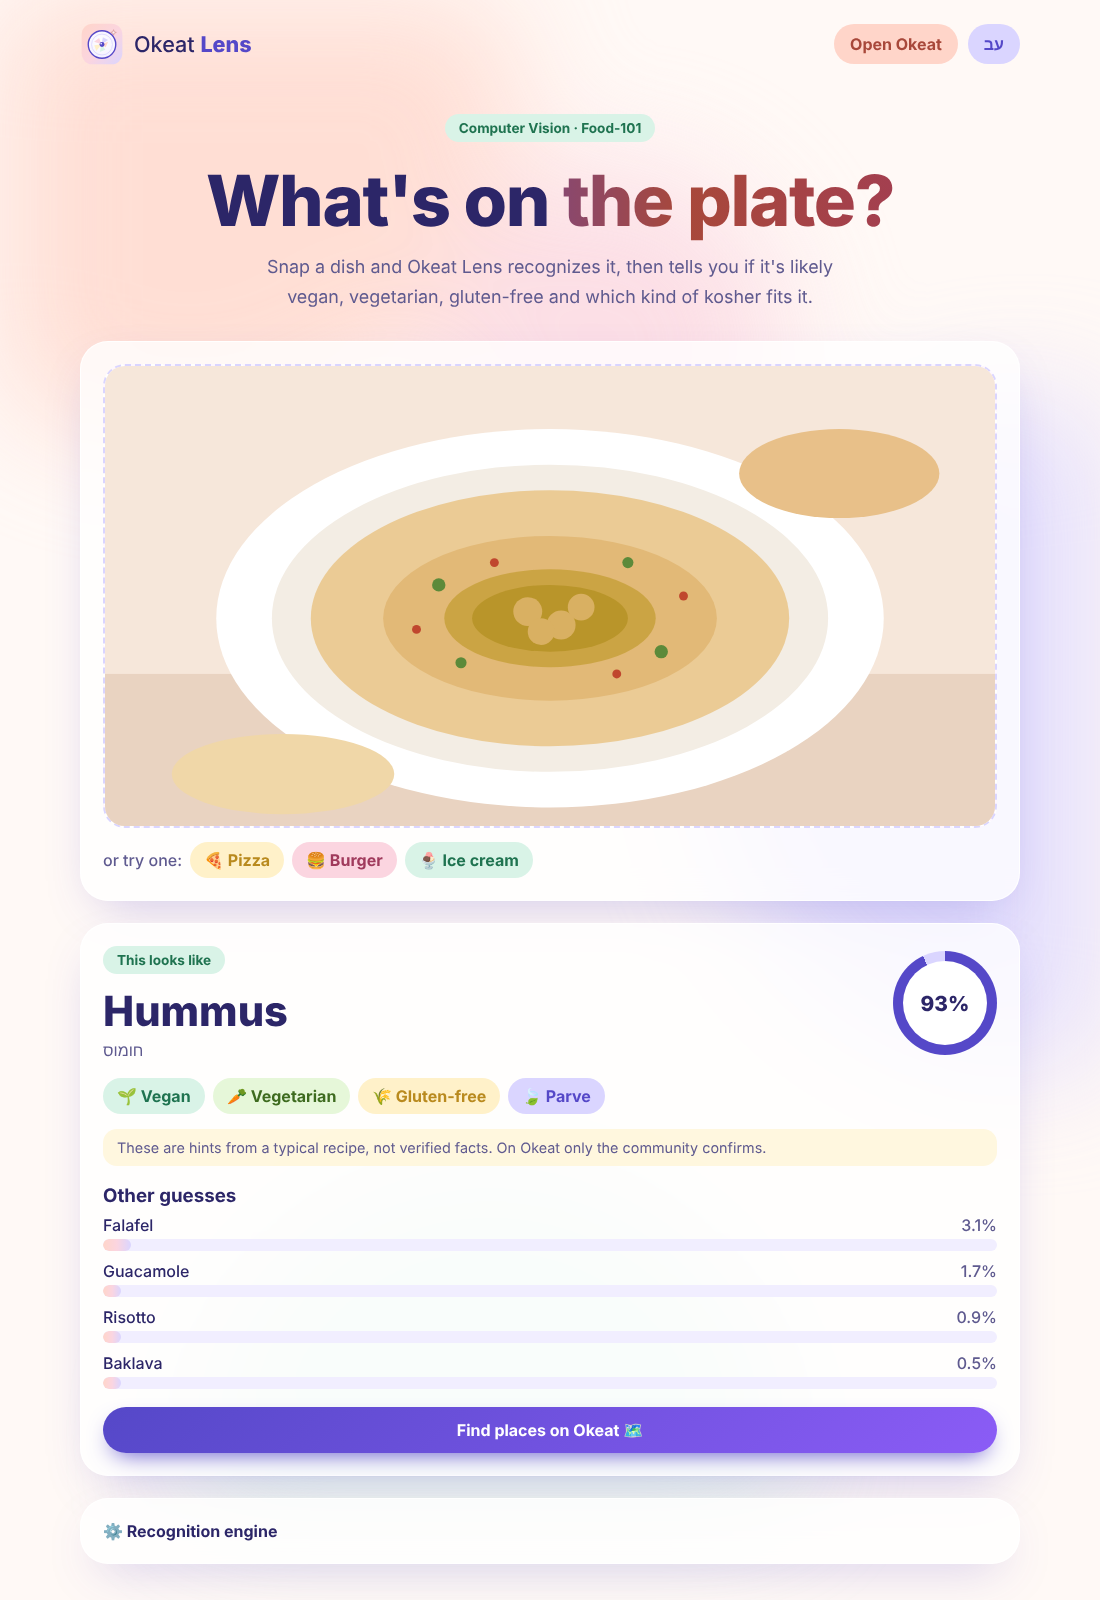 Okeat Lens
Open Okeat
עב
Computer Vision · Food-101
What's on the plate?
Snap a dish and Okeat Lens recognizes it, then tells you if it's likely
vegan, vegetarian, gluten-free and which kind of kosher fits it.
or try one:
🍕 Pizza
🍔 Burger
🍨 Ice cream
This looks like
93%
Hummus
חומוס
🌱 Vegan
🥕 Vegetarian
🌾 Gluten-free
🍃 Parve
These are hints from a typical recipe, not verified facts. On Okeat only the community confirms.
Other guesses
Falafel 3.1%
Guacamole 1.7%
Risotto 0.9%
Baklava 0.5%
Find places on Okeat 🗺️
⚙️ Recognition engine